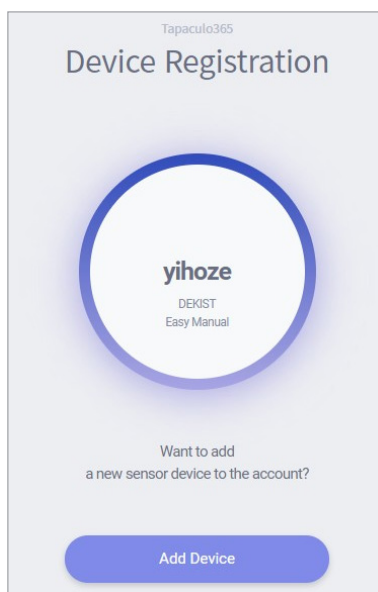 Tapaculo365
Device Registration
yihoze
DEKIST
Easy Manual
Want to add
a new sensor device to the account?
Add Device